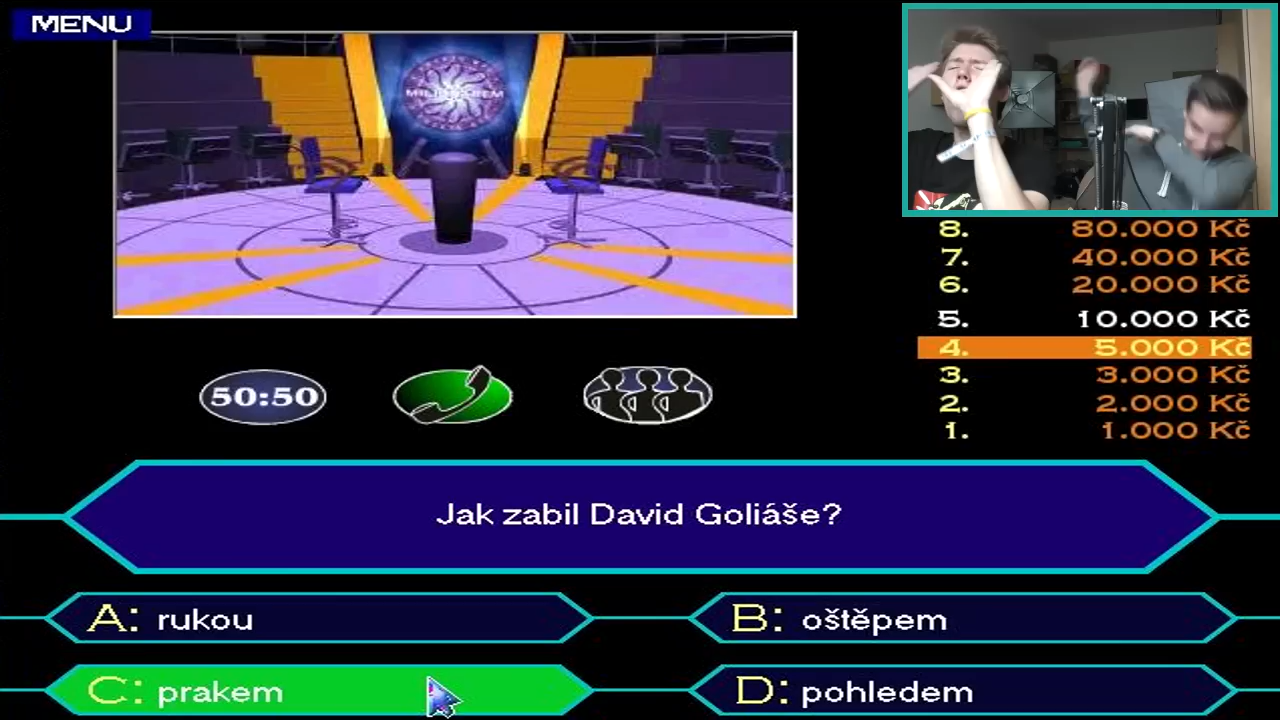 MENU
MILIONÁŘEM
8. 80.000 Kč
7. 40.000 Kč
6. 20.000 Kč
5. 10.000 Kč
4. 5.000 Kč
3. 3.000 Kč
2. 2.000 Kč
1. 1.000 Kč
50:50
Jak zabil David Goliáše?
A: rukou
B: oštěpem
C: prakem
D: pohledem